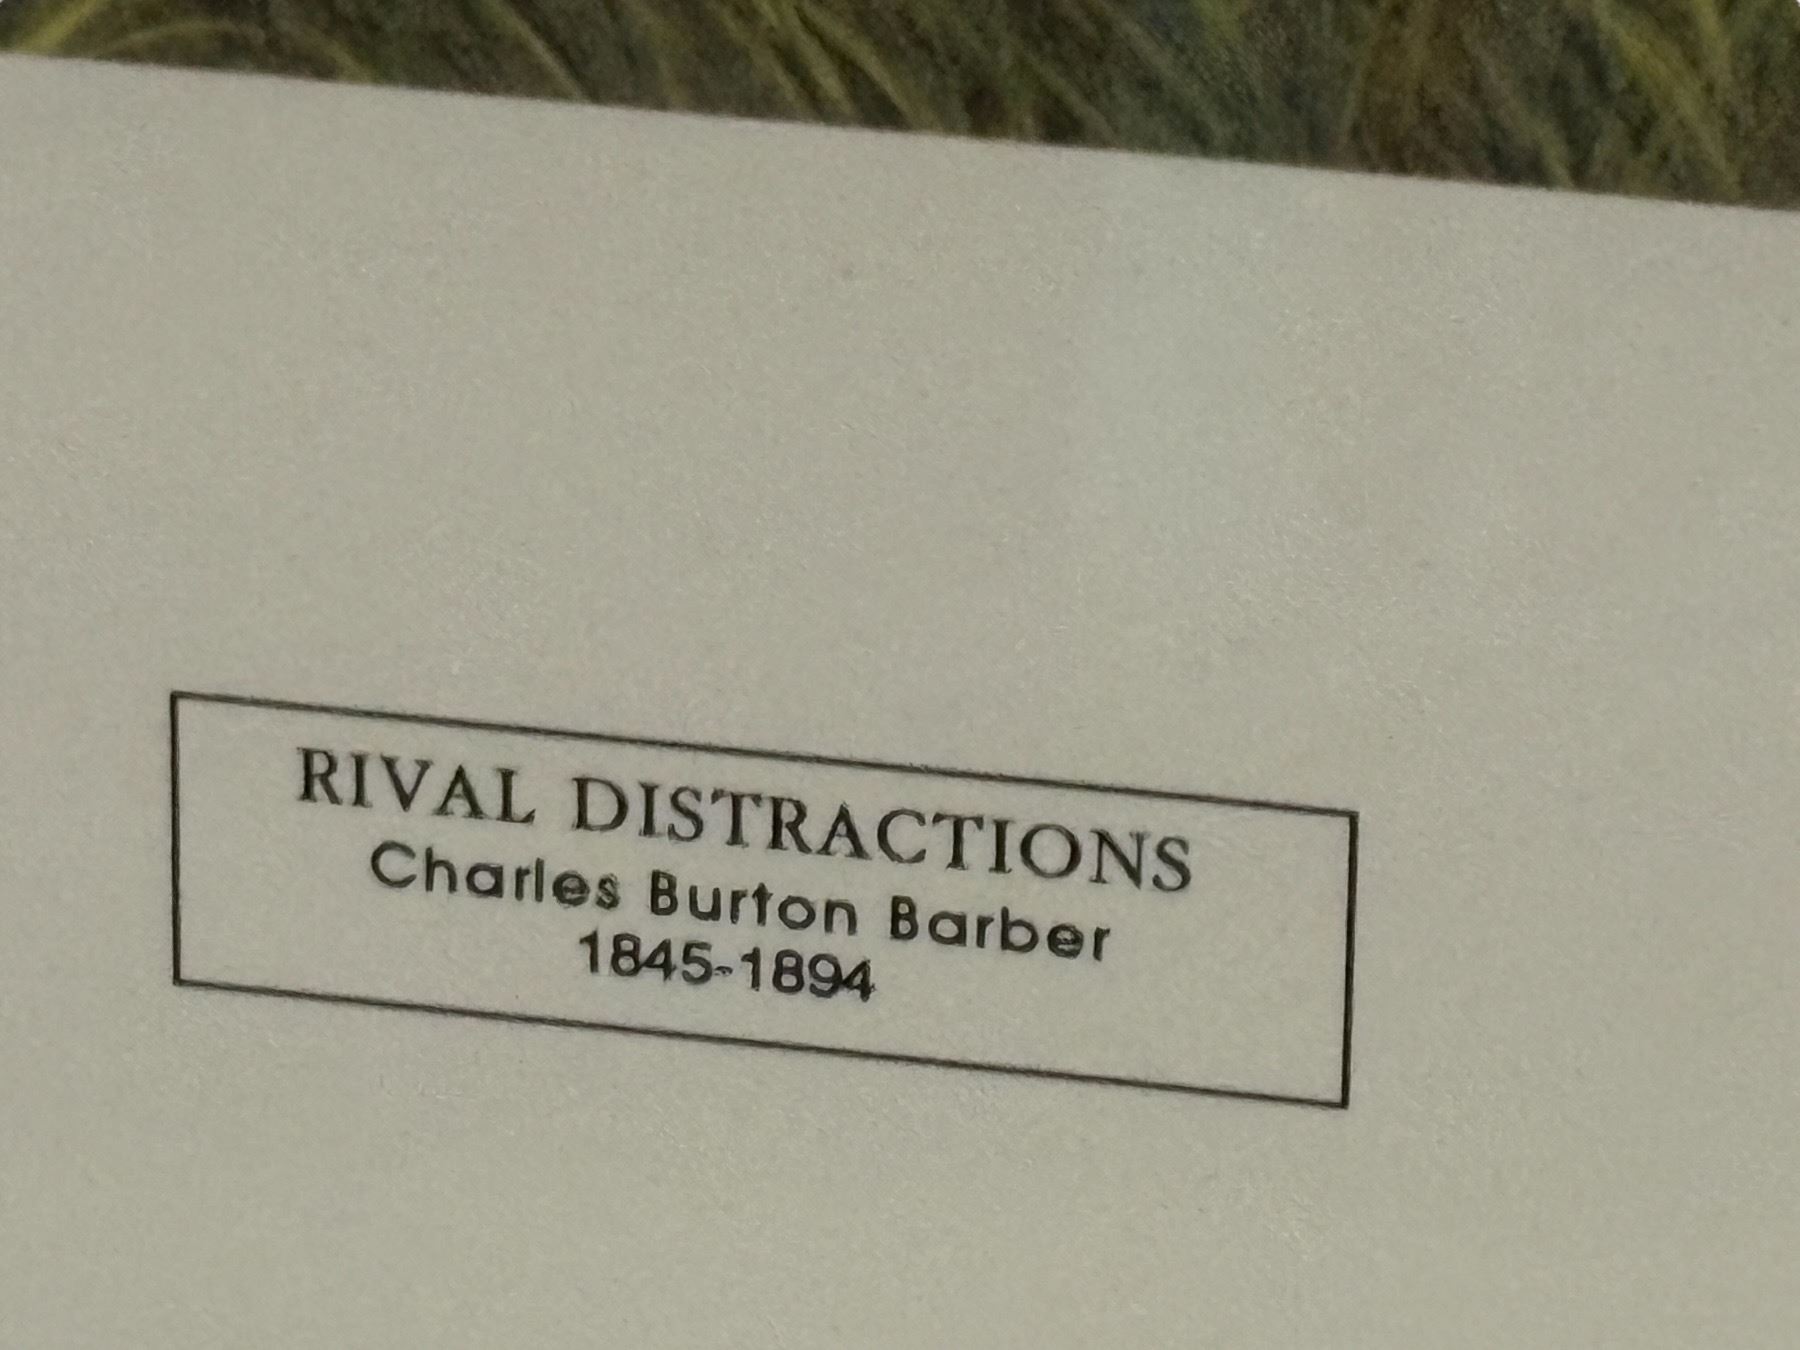 RIVAL DISTRACTIONS
Charles Burton Barber
1845-1894